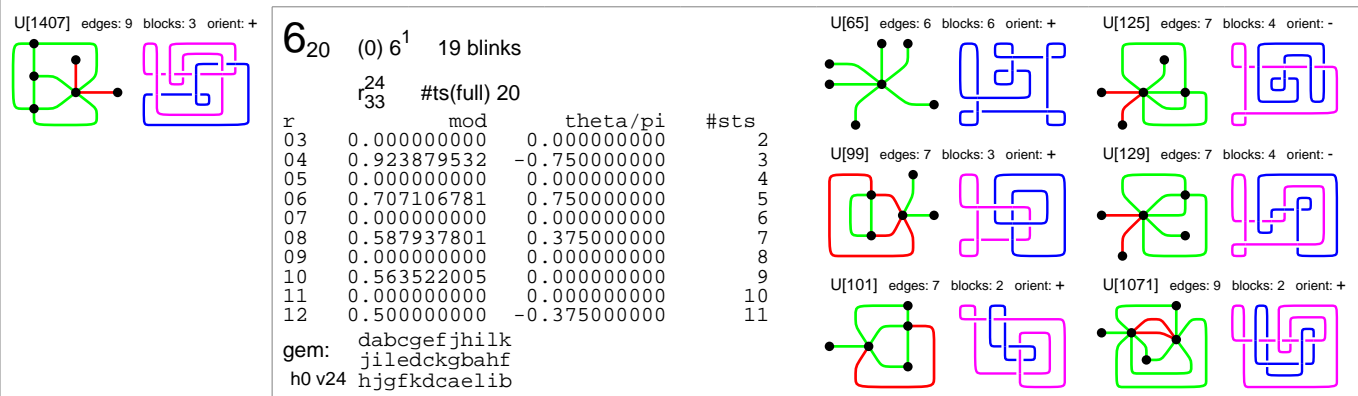 U[1407] edges: 9 blocks: 3 orient: +
6_20 (0) 6^1 19 blinks
r_33^24 #ts(full) 20
r mod theta/pi #sts
03 0.000000000 0.000000000 2
04 0.923879532 −0.750000000 3
05 0.000000000 0.000000000 4
06 0.707106781 0.750000000 5
07 0.000000000 0.000000000 6
08 0.587937801 0.375000000 7
09 0.000000000 0.000000000 8
10 0.563522005 0.000000000 9
11 0.000000000 0.000000000 10
12 0.500000000 −0.375000000 11
gem: dabcgefjhilk
jiledckgbahf
h0 v24 hjgfkdcaelib
U[65] edges: 6 blocks: 6 orient: +
U[125] edges: 7 blocks: 4 orient: -
U[99] edges: 7 blocks: 3 orient: +
U[129] edges: 7 blocks: 4 orient: -
U[101] edges: 7 blocks: 2 orient: +
U[1071] edges: 9 blocks: 2 orient: +